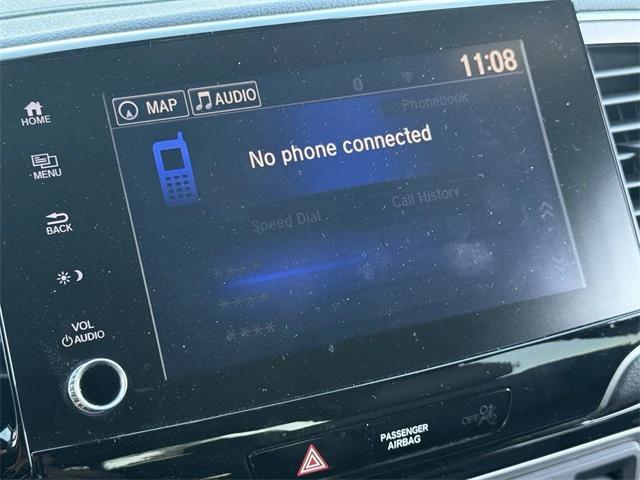 11:08
MAP
AUDIO
Phonebook
No phone connected
Speed Dial
Call History
****
****
****
HOME
MENU
BACK
VOL
AUDIO
PASSENGER
AIRBAG
OFF